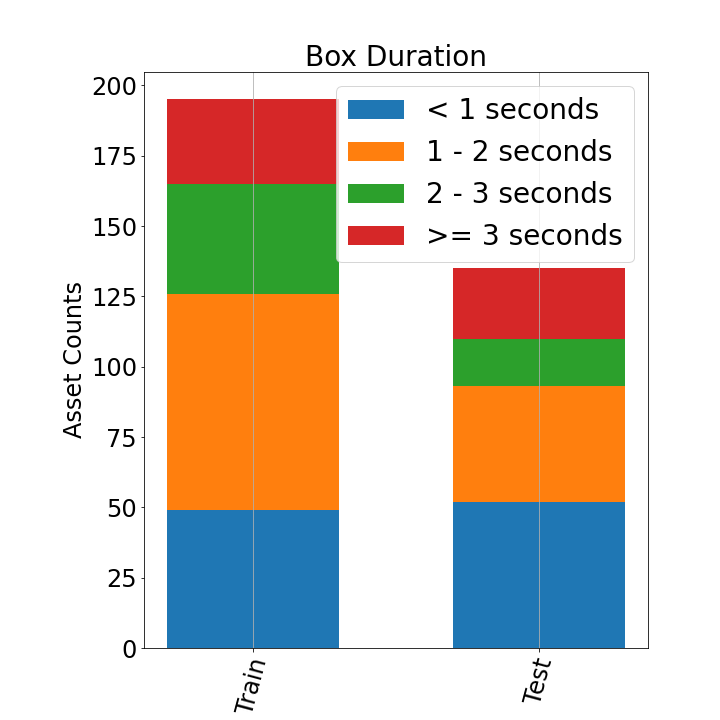 Box Duration
200
175
150
125
100
75
50
25
0
Asset Counts
< 1 seconds
1 - 2 seconds
2 - 3 seconds
>= 3 seconds
Train
Test